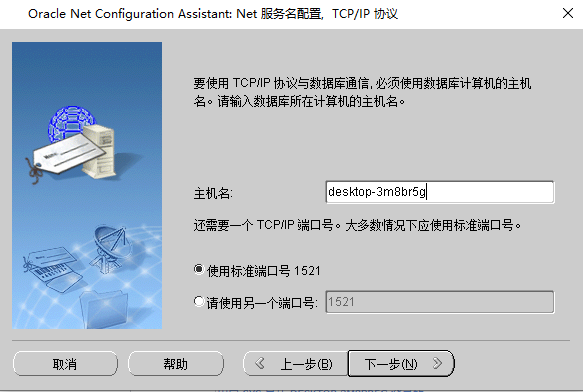 Oracle Net Configuration Assistant: Net 服务名配置, TCP/IP 协议
要使用 TCP/IP 协议与数据库通信, 必须使用数据库计算机的主机
名。请输入数据库所在计算机的主机名。
主机名:
desktop-3m8br5g
还需要一个 TCP/IP 端口号。大多数情况下应使用标准端口号。
使用标准端口号 1521
请使用另一个端口号:
1521
取消
帮助
上一步(B)
下一步(N)